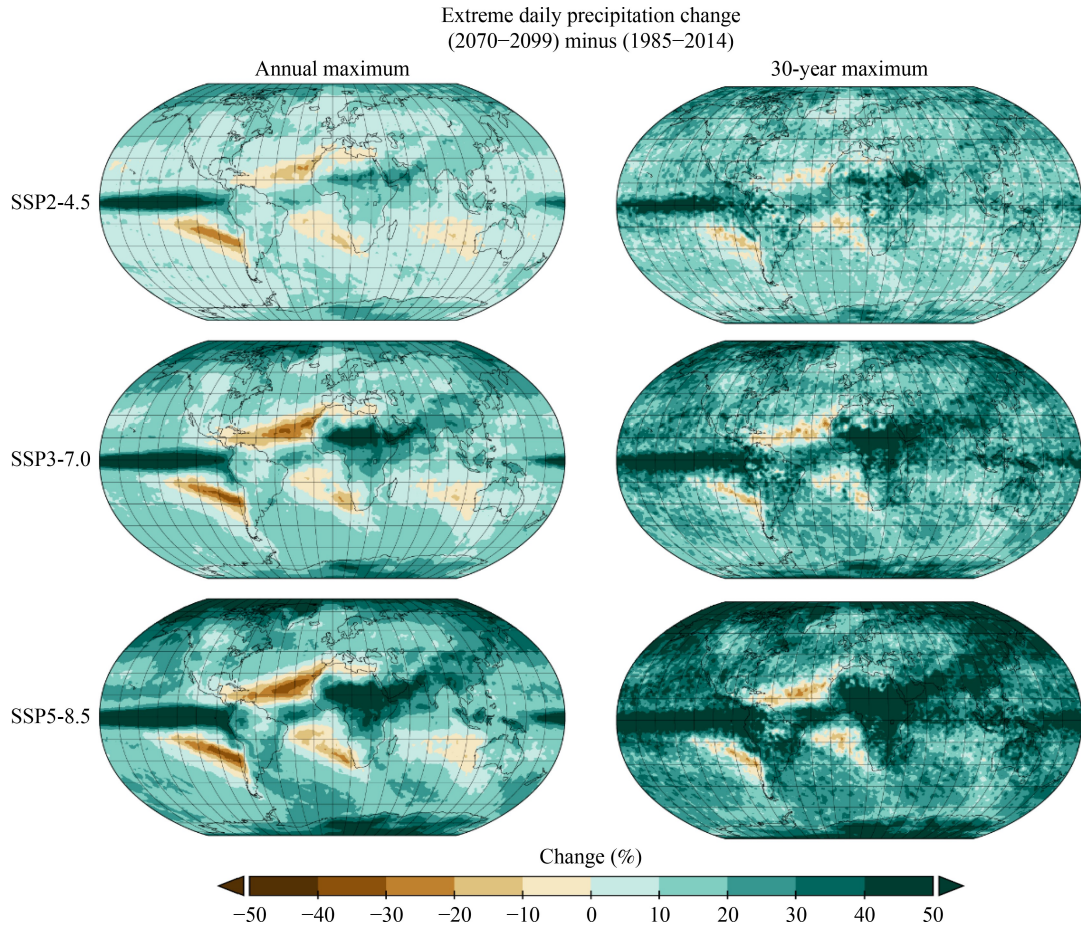 Extreme daily precipitation change
(2070−2099) minus (1985−2014)
Annual maximum
30-year maximum
SSP2-4.5
SSP3-7.0
SSP5-8.5
Change (%)
−50 −40 −30 −20 −10 0 10 20 30 40 50